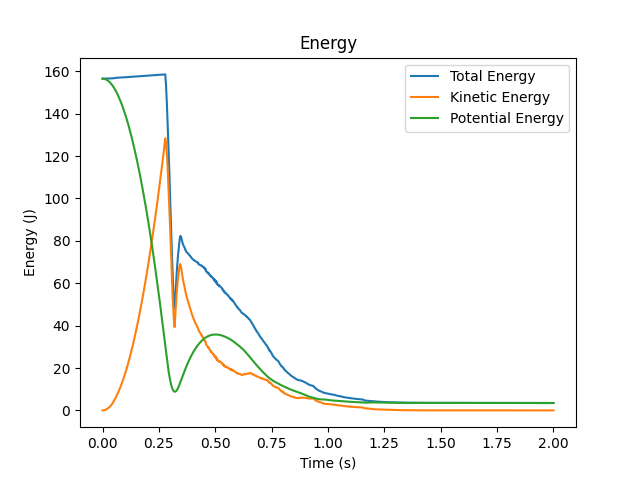 Energy
Total Energy
Kinetic Energy
Potential Energy
160
140
120
100
80
60
40
20
0
Energy (J)
0.00 0.25 0.50 0.75 1.00 1.25 1.50 1.75 2.00
Time (s)